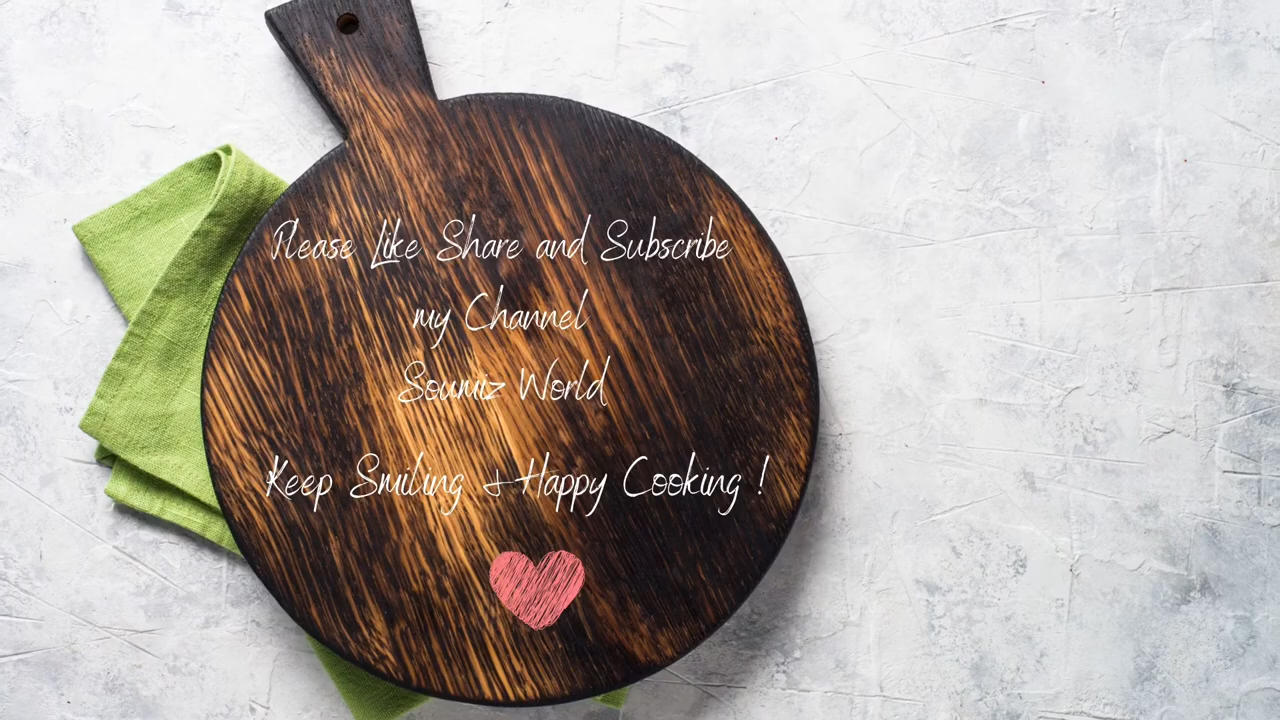 Please Like Share and Subscribe
my Channel
Soumiz World
Keep Smiling & Happy Cooking !